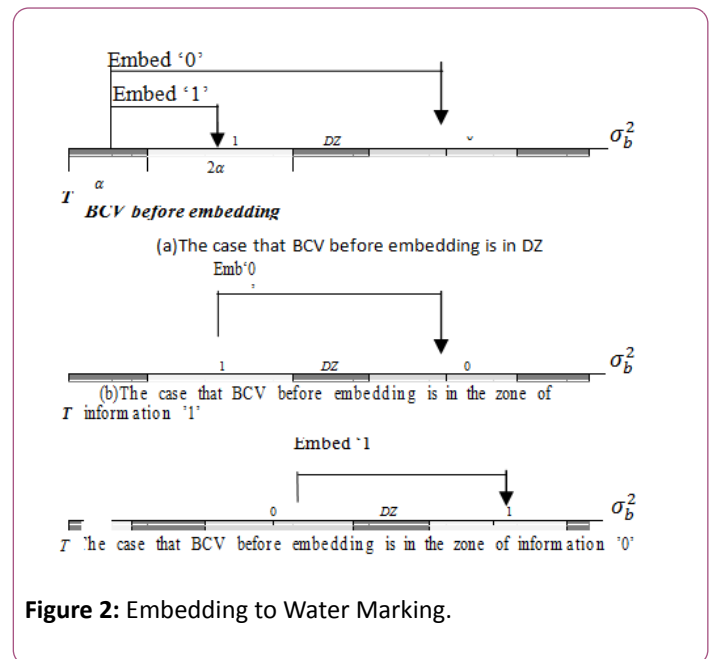 Embed ‘0’
Embed ‘1’
1 DZ σ_b^2
2α
α
T
BCV before embedding
(a)The case that BCV before embedding is in DZ
Emb‘0
’
1 DZ 0 σ_b^2
(b)The case that BCV before embedding is in the zone of
T information '1'
Embed ‘1
0 DZ 1 σ_b^2
T he case that BCV before embedding is in the zone of information '0'
Figure 2: Embedding to Water Marking.